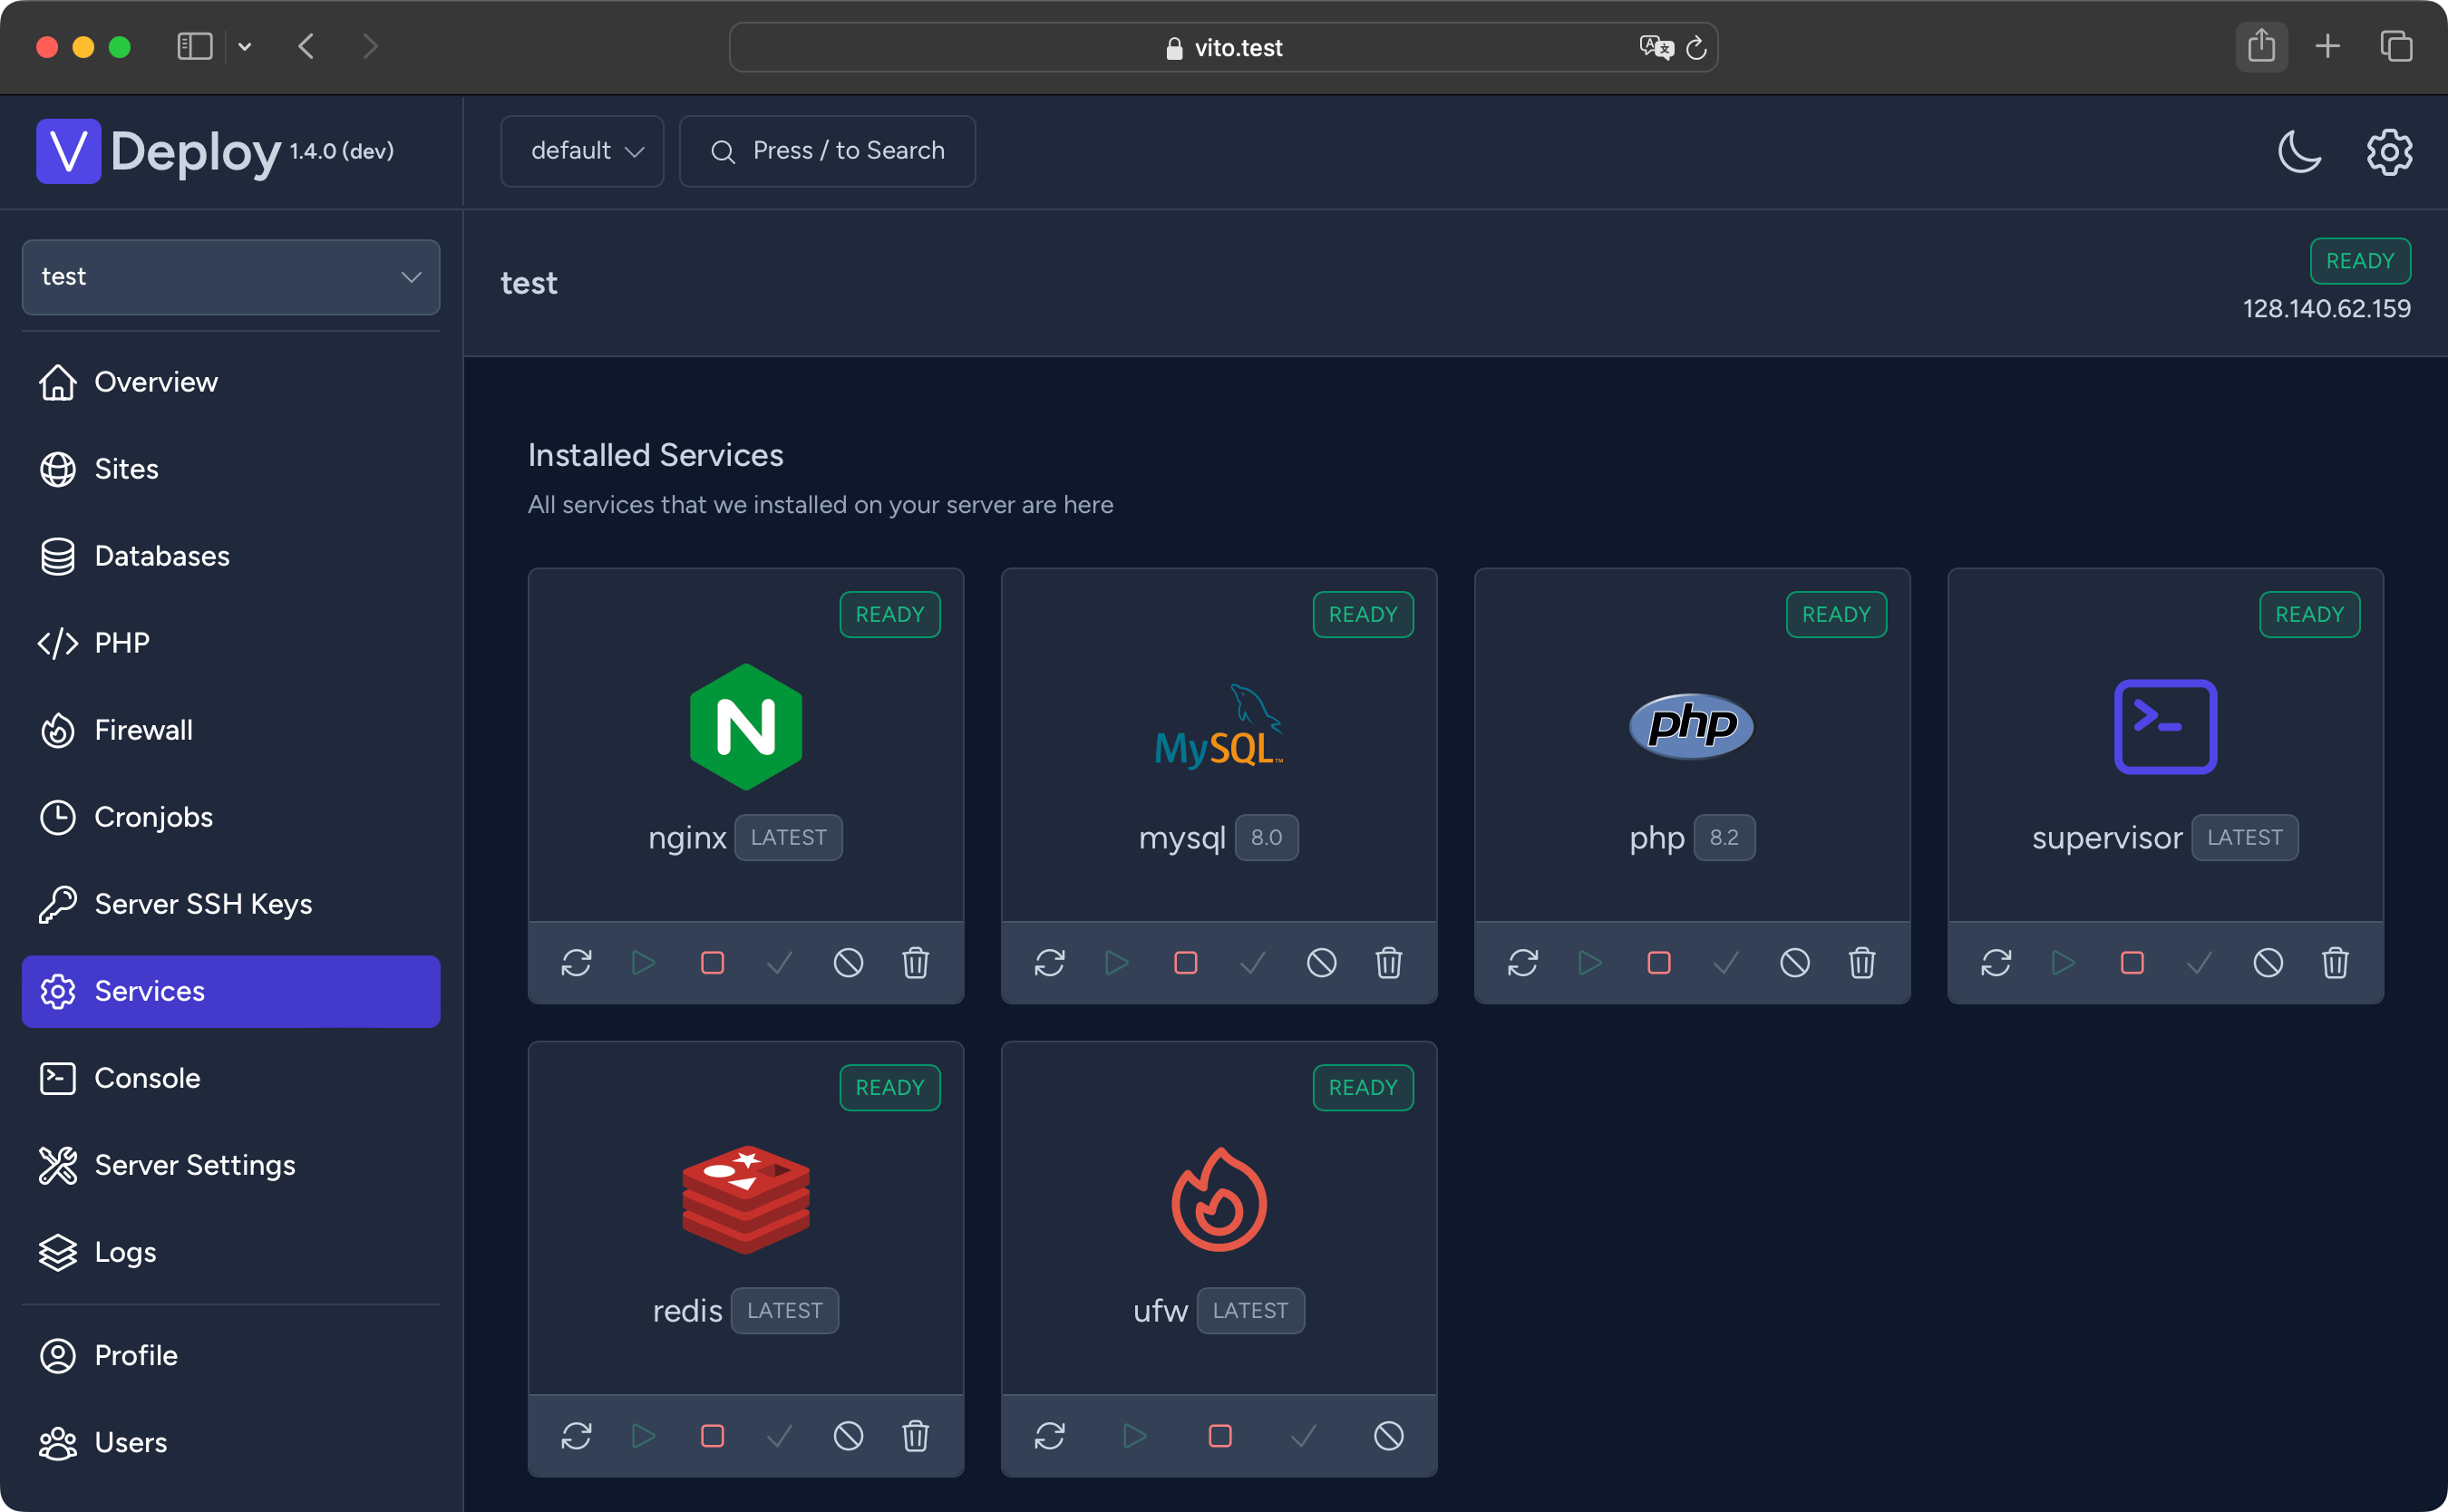 vito.test
V Deploy 1.4.0 (dev)
default
Press / to Search
test
Overview
Sites
Databases
PHP
Firewall
Cronjobs
Server SSH Keys
Services
Console
Server Settings
Logs
Profile
Users
test
READY
128.140.62.159
Installed Services
All services that we installed on your server are here
READY
N
nginx LATEST
READY
MySQL™
mysql 8.0
READY
php
php 8.2
READY
supervisor LATEST
READY
redis LATEST
READY
ufw LATEST